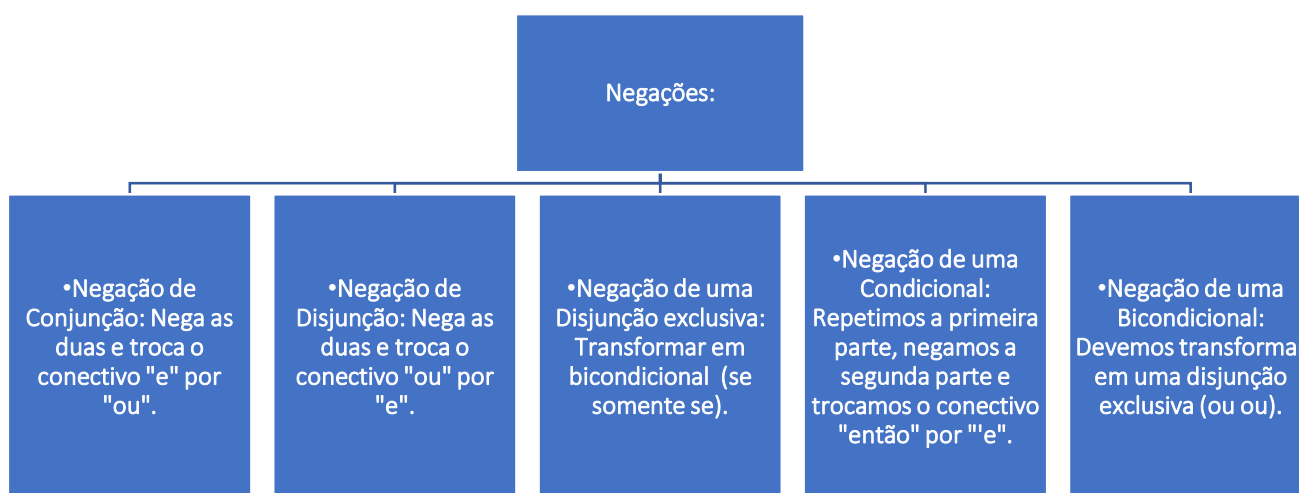 Negações:
•Negação de
Conjunção: Nega as
duas e troca o
conectivo "e" por
"ou".
•Negação de
Disjunção: Nega as
duas e troca o
conectivo "ou" por
"e".
•Negação de uma
Disjunção exclusiva:
Transformar em
bicondicional (se
somente se).
•Negação de uma
Condicional:
Repetimos a primeira
parte, negamos a
segunda parte e
trocamos o conectivo
"então" por "'e".
•Negação de uma
Bicondicional:
Devemos transforma
em uma disjunção
exclusiva (ou ou).